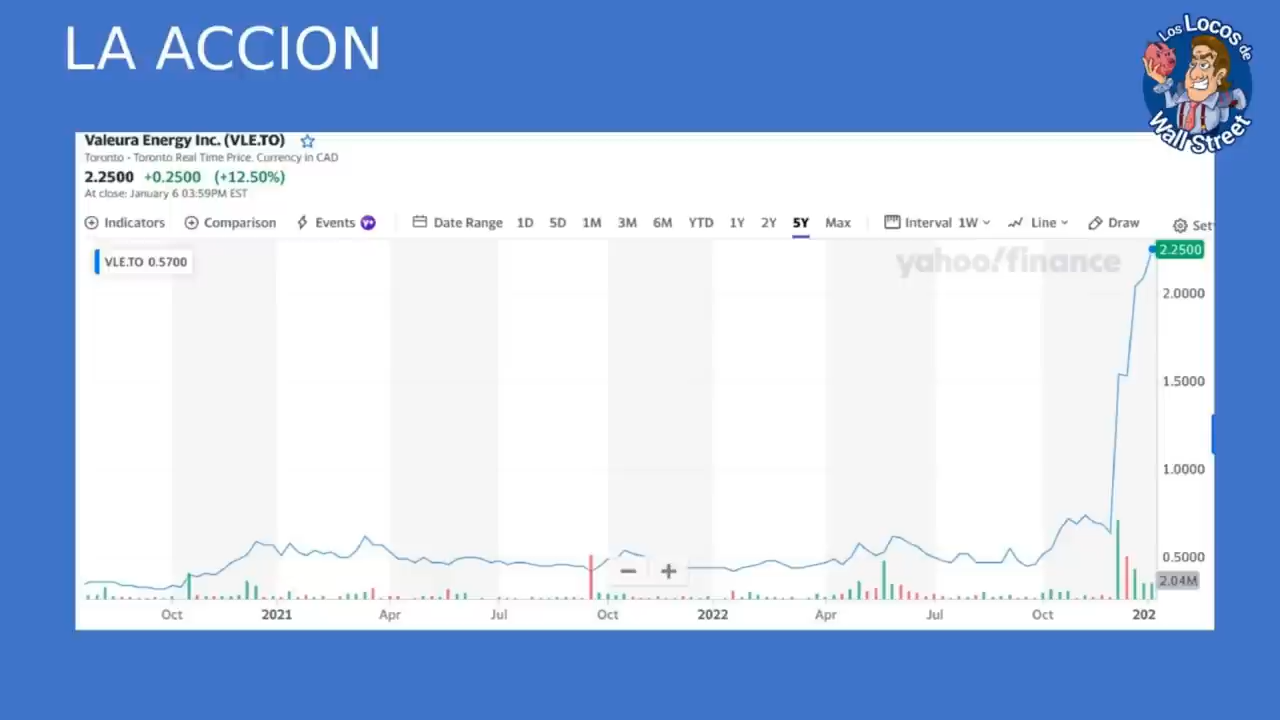 LA ACCION
Los Locos de
Wall Street
Valeura Energy Inc. (VLE.TO)
Toronto - Toronto Real Time Price. Currency in CAD
2.2500 +0.2500 (+12.50%)
At close: January 6 03:59PM EST
Indicators Comparison Events Y+ Date Range 1D 5D 1M 3M 6M YTD 1Y 2Y 5Y Max Interval 1W Line Draw Set
VLE.TO 0.5700
yahoo!finance
2.2500
2.0000
1.5000
1.0000
0.5000
2.04M
Oct 2021 Apr Jul Oct 2022 Apr Jul Oct 202